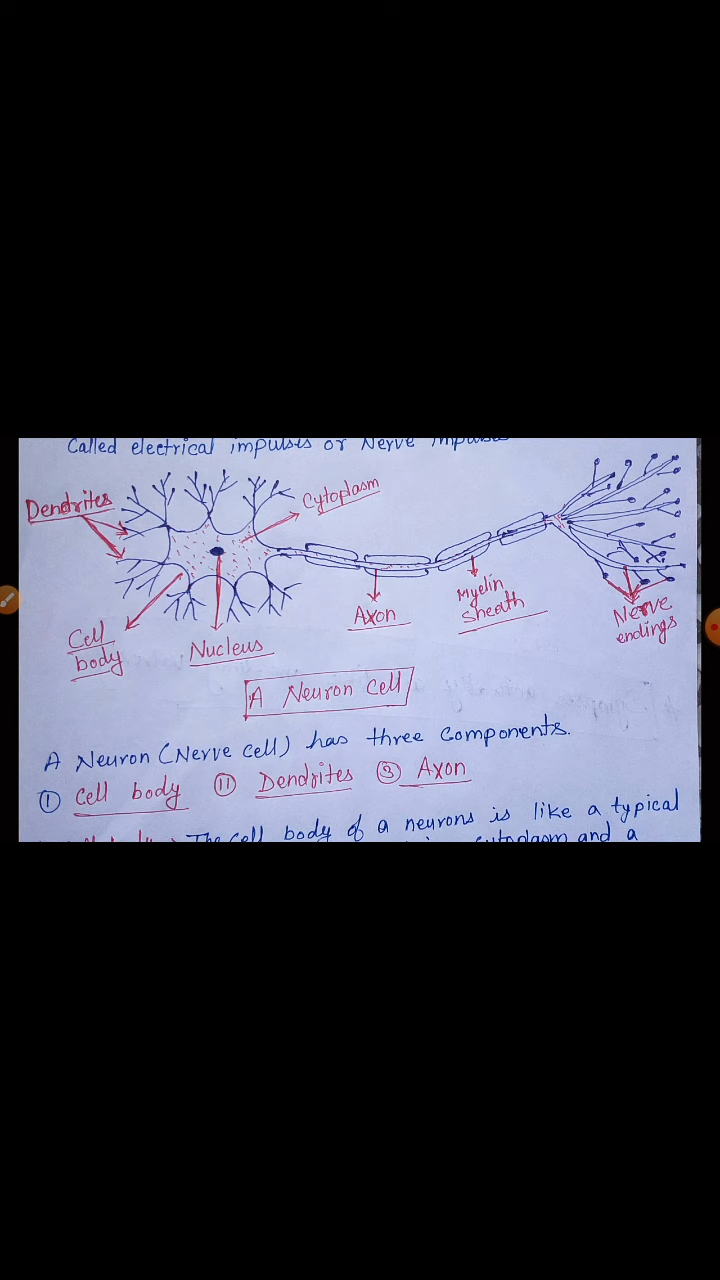 Called electrical impulses or Nerve
Dendrites
Cytoplasm
Axon
Myelin
sheath
Nerve
endings
Cell
body
Nucleus
A Neuron Cell
A Neuron (Nerve cell) has three components.
① Cell body ⑪ Dendrites ③ Axon
The cell body of a neurons is like a typical
and a